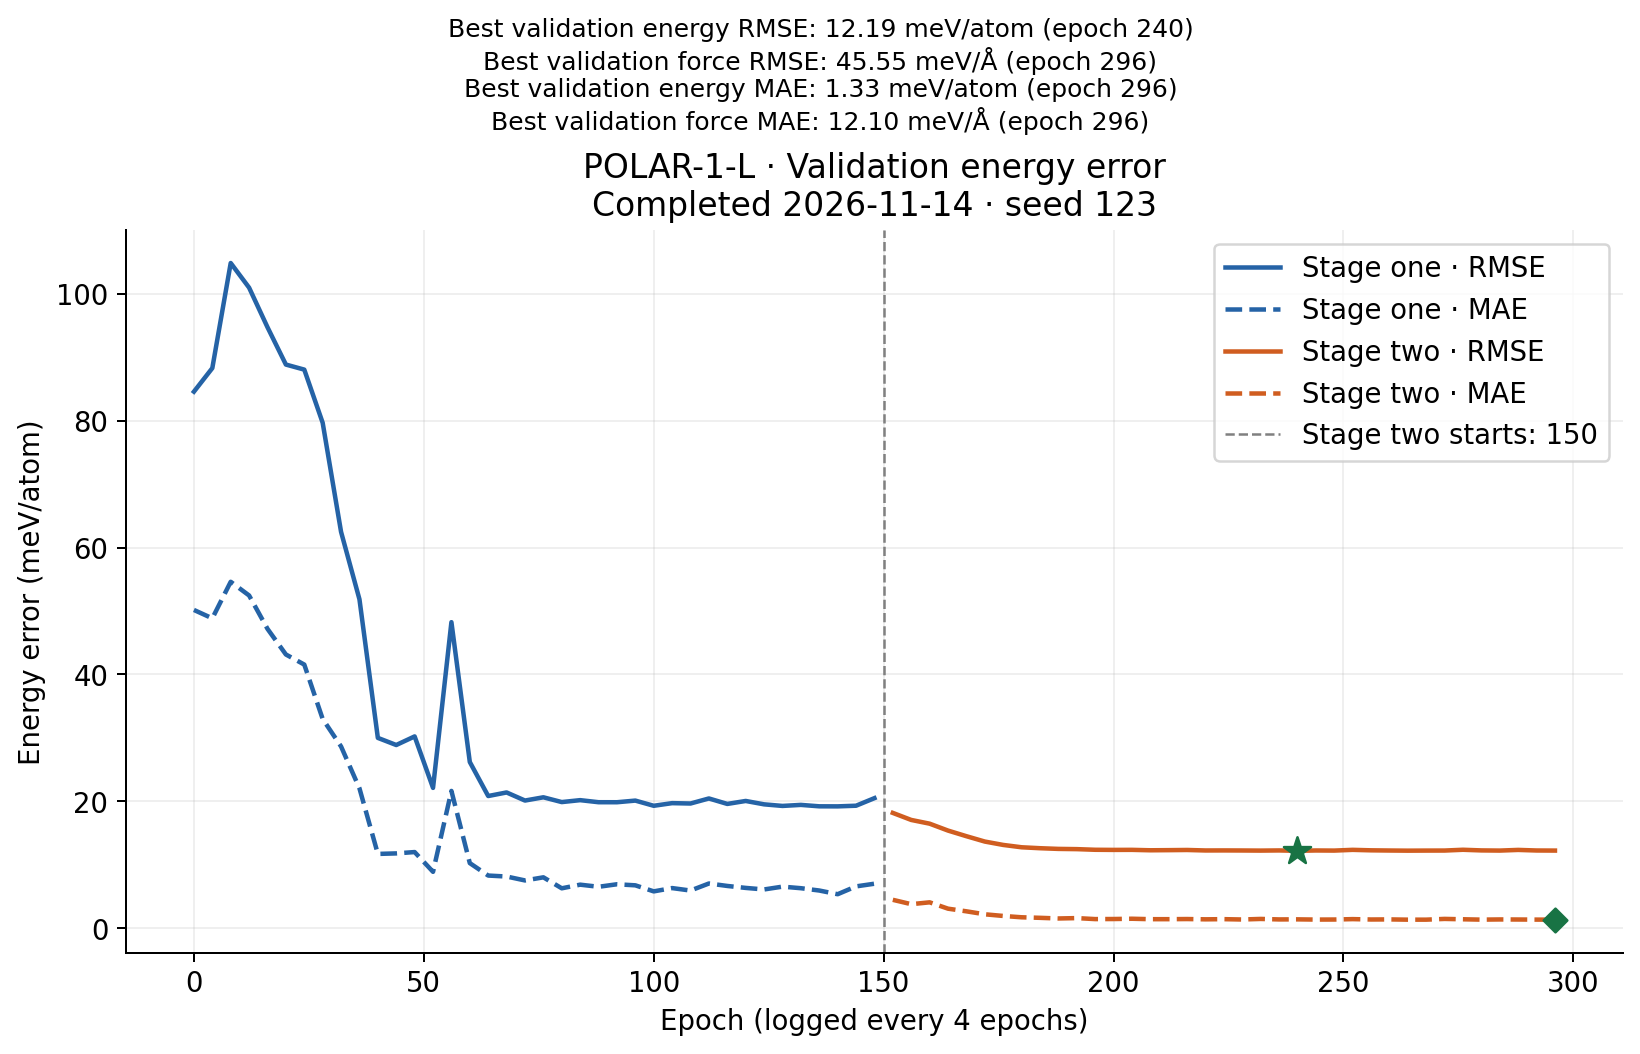 Best validation energy RMSE: 12.19 meV/atom (epoch 240)
Best validation force RMSE: 45.55 meV/Å (epoch 296)
Best validation energy MAE: 1.33 meV/atom (epoch 296)
Best validation force MAE: 12.10 meV/Å (epoch 296)
POLAR-1-L · Validation energy error
Completed 2026-11-14 · seed 123
Stage one · RMSE
Stage one · MAE
Stage two · RMSE
Stage two · MAE
Stage two starts: 150
Energy error (meV/atom)
100
80
60
40
20
0
0 50 100 150 200 250 300
Epoch (logged every 4 epochs)